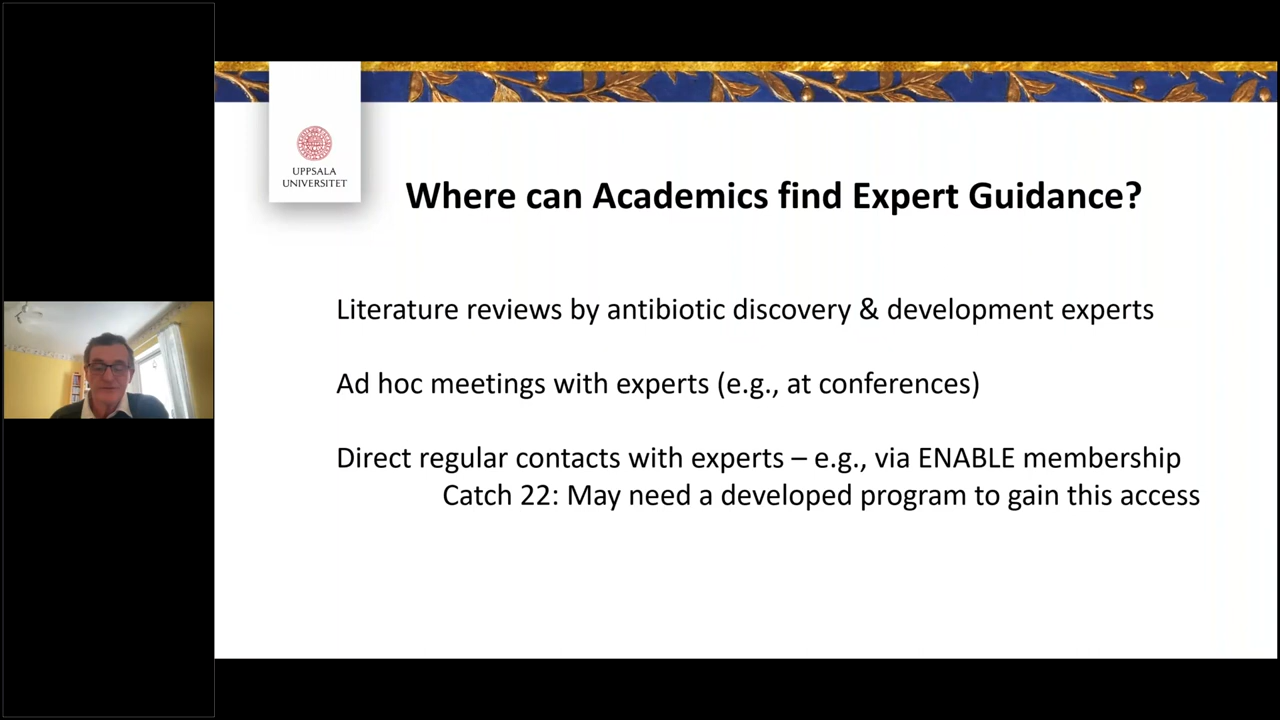 UPPSALA
UNIVERSITET
Where can Academics find Expert Guidance?
Literature reviews by antibiotic discovery & development experts
Ad hoc meetings with experts (e.g., at conferences)
Direct regular contacts with experts – e.g., via ENABLE membership
Catch 22: May need a developed program to gain this access